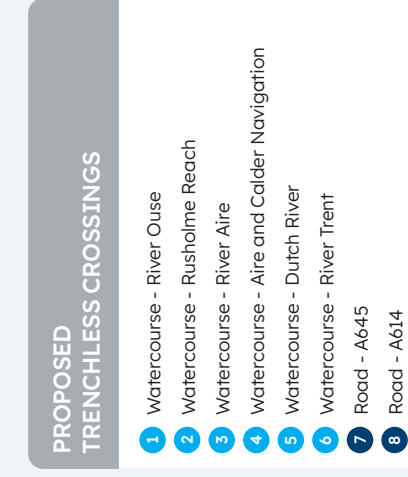 PROPOSED
TRENCHLESS CROSSINGS
1 Watercourse - River Ouse
2 Watercourse - Rusholme Reach
3 Watercourse - River Aire
4 Watercourse - Aire and Calder Navigation
5 Watercourse - Dutch River
6 Watercourse - River Trent
7 Road - A645
8 Road - A614